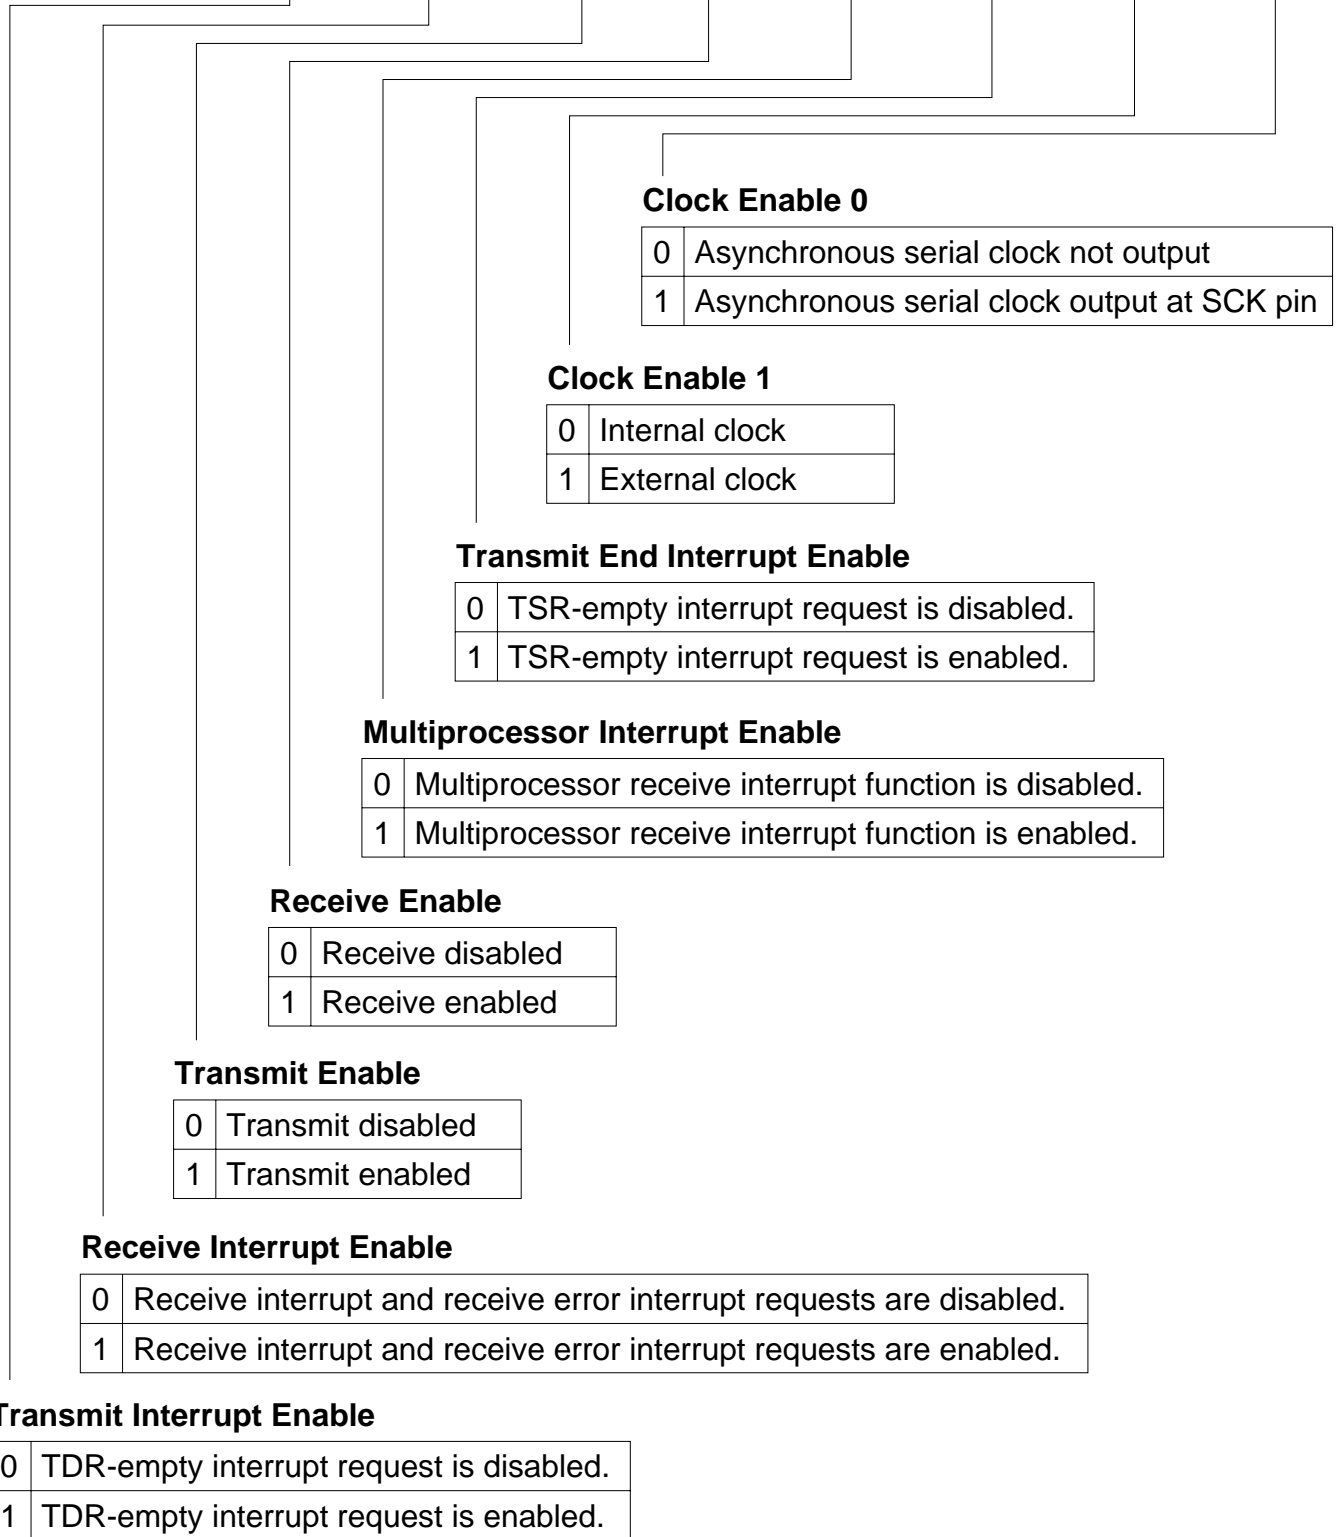 Clock Enable 0
0 Asynchronous serial clock not output
1 Asynchronous serial clock output at SCK pin
Clock Enable 1
0 Internal clock
1 External clock
Transmit End Interrupt Enable
0 TSR-empty interrupt request is disabled.
1 TSR-empty interrupt request is enabled.
Multiprocessor Interrupt Enable
0 Multiprocessor receive interrupt function is disabled.
1 Multiprocessor receive interrupt function is enabled.
Receive Enable
0 Receive disabled
1 Receive enabled
Transmit Enable
0 Transmit disabled
1 Transmit enabled
Receive Interrupt Enable
0 Receive interrupt and receive error interrupt requests are disabled.
1 Receive interrupt and receive error interrupt requests are enabled.
Transmit Interrupt Enable
0 TDR-empty interrupt request is disabled.
1 TDR-empty interrupt request is enabled.